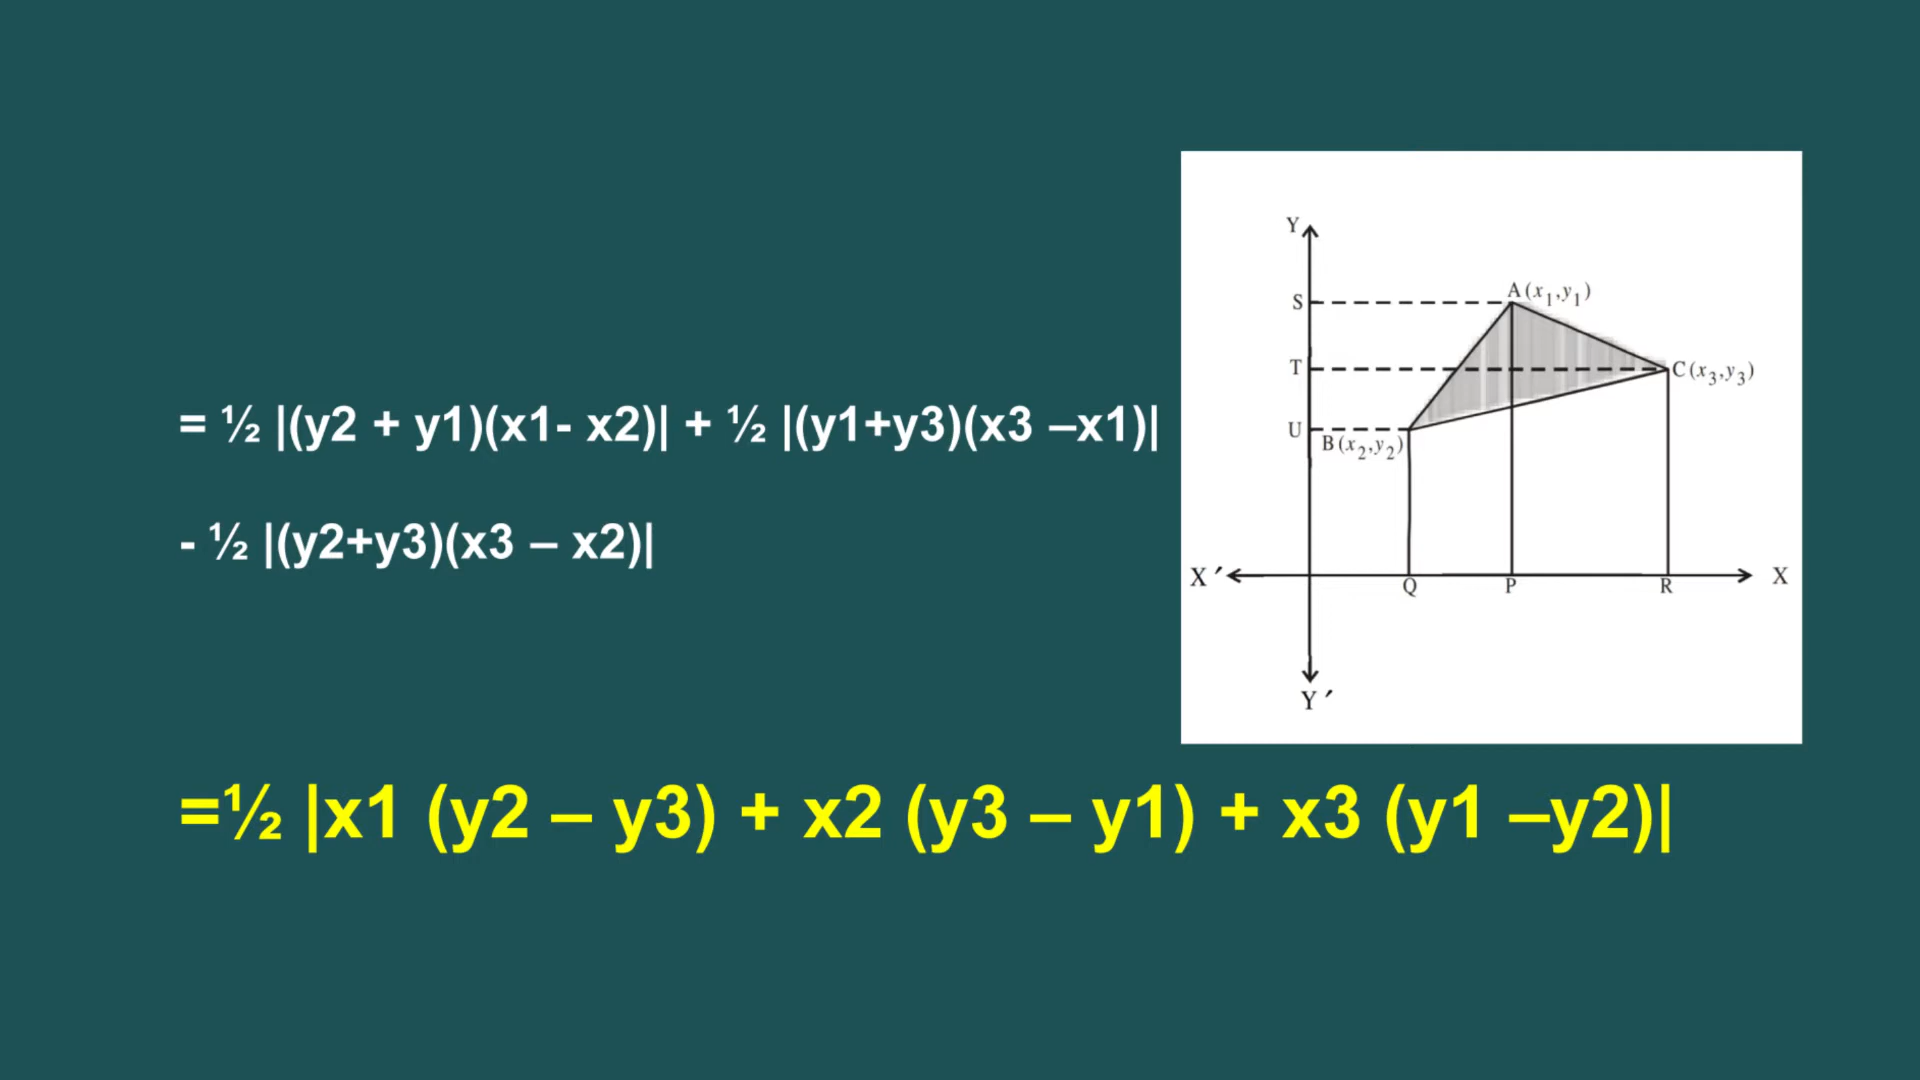 = ½ |(y2 + y1)(x1- x2)| + ½ |(y1+y3)(x3 –x1)|
- ½ |(y2+y3)(x3 – x2)|
=½ |x1 (y2 – y3) + x2 (y3 – y1) + x3 (y1 –y2)|
Y
S
A(x₁,y₁)
T
C(x₃,y₃)
U
B(x₂,y₂)
X′
Q
P
R
X
Y′